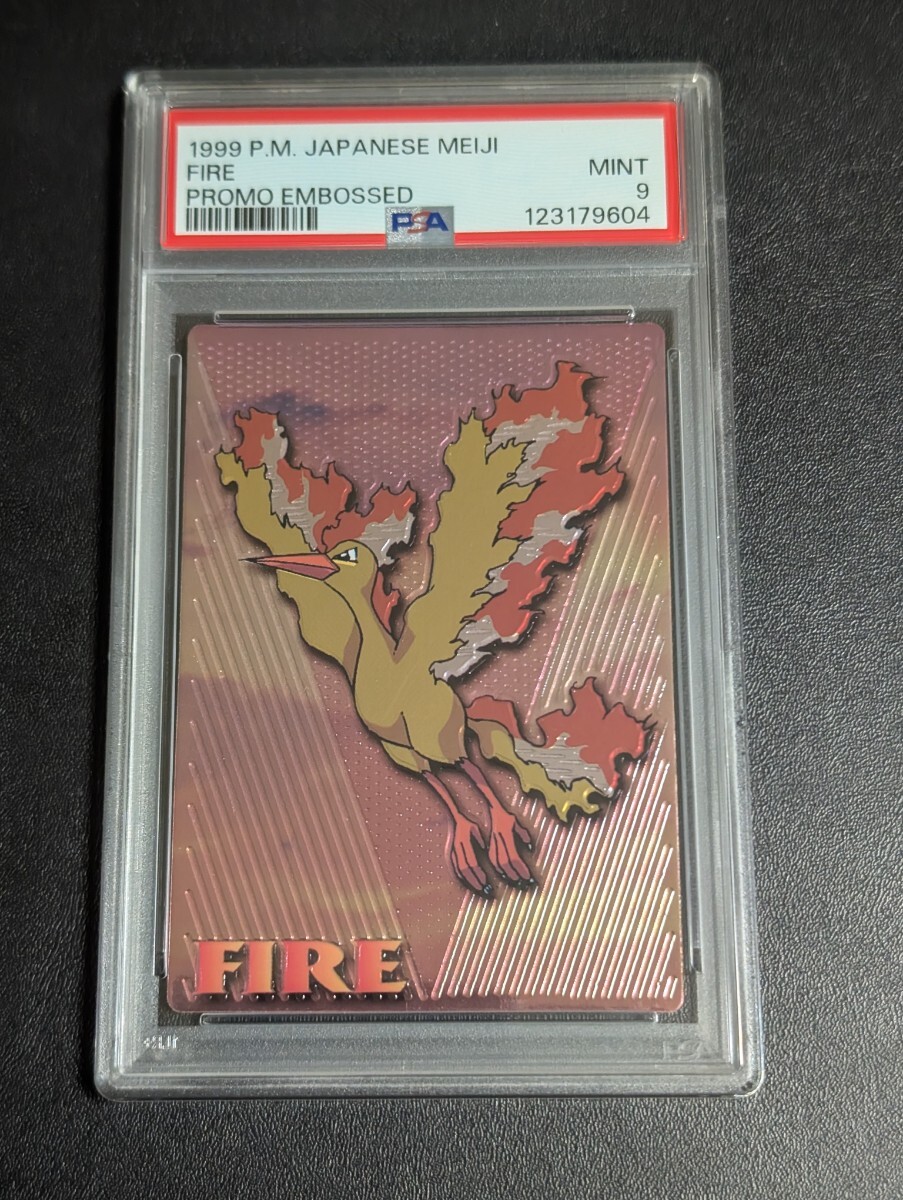 1999 P.M. JAPANESE MEIJI
FIRE
MINT
PROMO EMBOSSED
9
PSA
123179604
FIRE